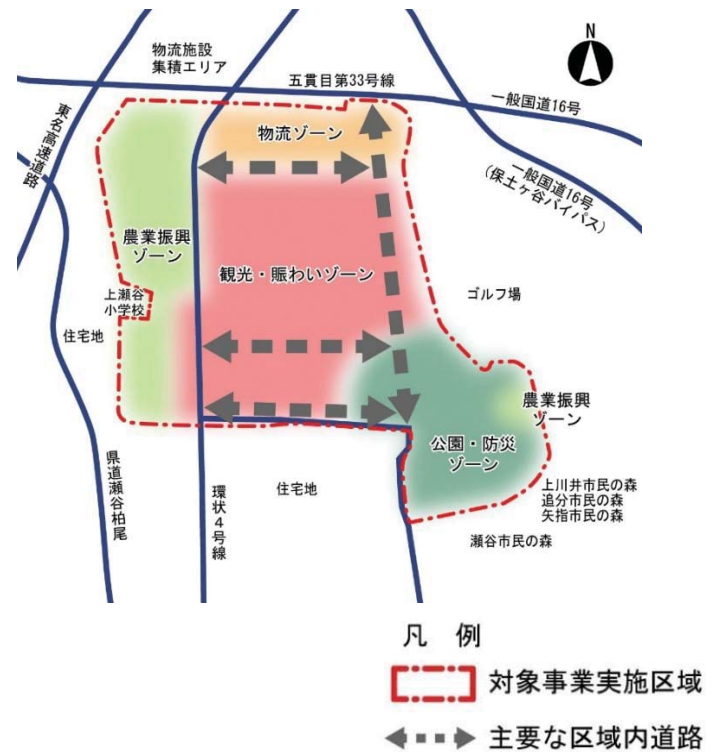 N
物流施設
集積エリア
五貫目第33号線
一般国道16号
東名高速道路
物流ゾーン
一般国道16号
(保土ヶ谷バイパス)
農業振興
ゾーン
観光・賑わいゾーン
ゴルフ場
上瀬谷
小学校
住宅地
農業振興
ゾーン
公園・防災
ゾーン
県道瀬谷柏尾
環状4号線
住宅地
上川井市民の森
追分市民の森
矢指市民の森
瀬谷市民の森
凡 例
対象事業実施区域
主要な区域内道路